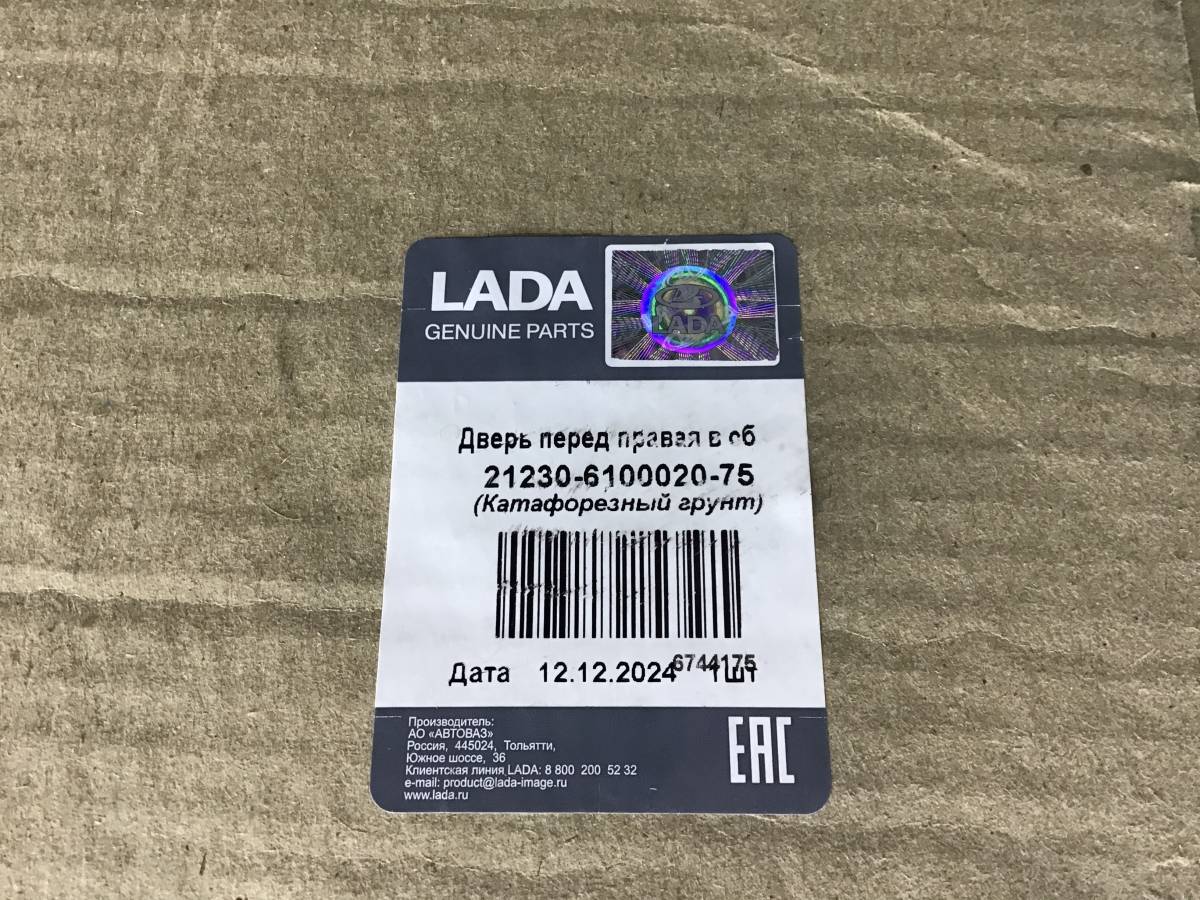 LADA
GENUINE PARTS
LADA
Дверь перед правая в сб
21230-6100020-75
(Катафорезный грунт)
6744175
Дата 12.12.2024 1шт
Производитель:
АО «АВТОВАЗ»
Россия, 445024, Тольятти,
Южное шоссе, 36
Клиентская линия LADA: 8 800 200 52 32
e-mail: product@lada-image.ru
www.lada.ru
EAC